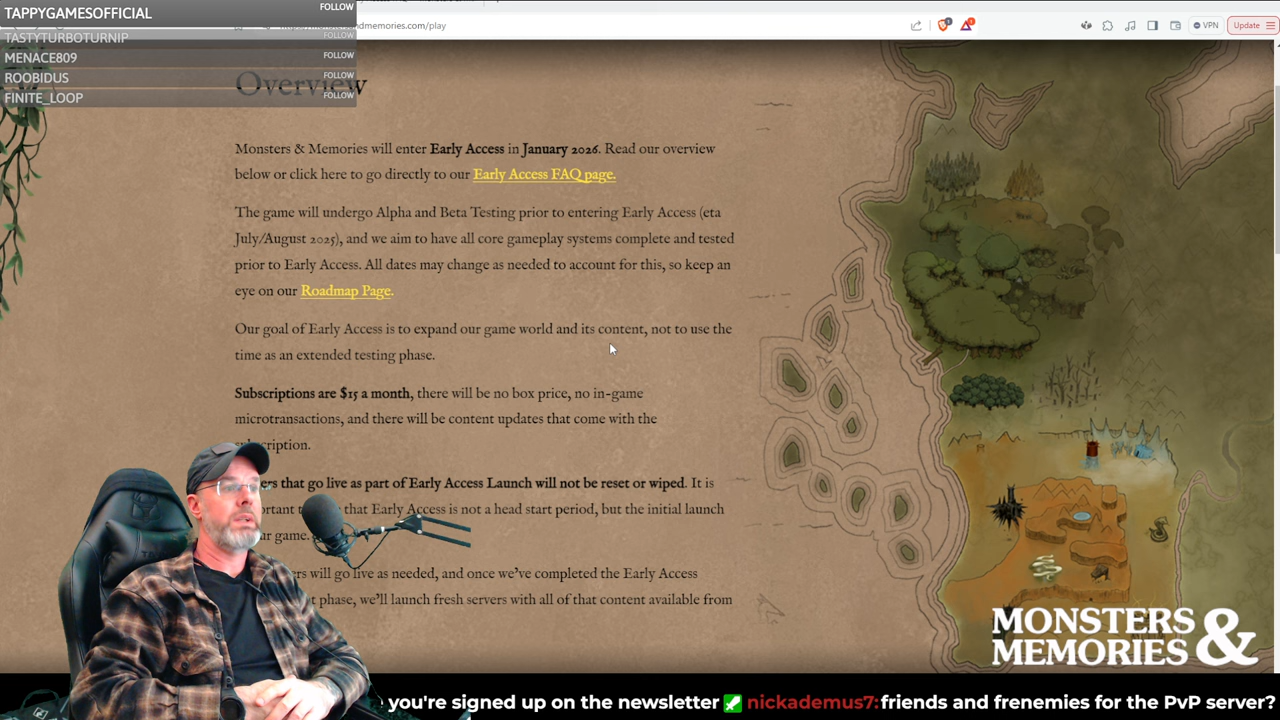 TAPPYGAMESOFFICIAL FOLLOW
TASTYTURBOTURNIP FOLLOW
MENACE809 FOLLOW
ROOBIDUS FOLLOW
FINITE_LOOP FOLLOW
ndmemories.com/play
VPN
Update
Overview
Monsters & Memories will enter Early Access in January 2026. Read our overview
below or click here to go directly to our Early Access FAQ page.
The game will undergo Alpha and Beta Testing prior to entering Early Access (eta
July/August 2025), and we aim to have all core gameplay systems complete and tested
prior to Early Access. All dates may change as needed to account for this, so keep an
eye on our Roadmap Page.
Our goal of Early Access is to expand our game world and its content, not to use the
time as an extended testing phase.
Subscriptions are $15 a month, there will be no box price, no in-game
microtransactions, and there will be content updates that come with the
subscription.
that go live as part of Early Access Launch will not be reset or wiped. It is
that Early Access is not a head start period, but the initial launch
game.
will go live as needed, and once we've completed the Early Access
phase, we'll launch fresh servers with all of that content available from
MONSTERS &
MEMORIES
you're signed up on the newsletter nickademus7: friends and frenemies for the PvP server?